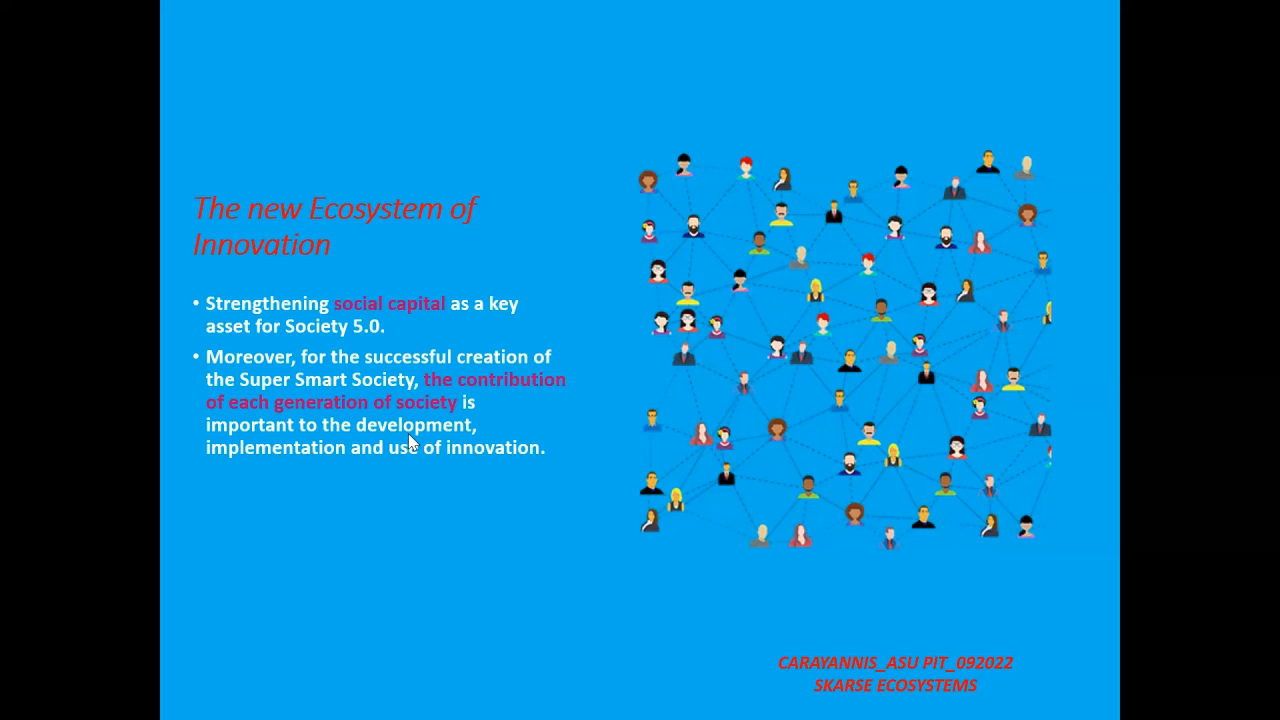 The new Ecosystem of
Innovation
• Strengthening social capital as a key
asset for Society 5.0.
• Moreover, for the successful creation of
the Super Smart Society, the contribution
of each generation of society is
important to the development,
implementation and use of innovation.
CARAYANNIS_ASU PIT_092022
SKARSE ECOSYSTEMS